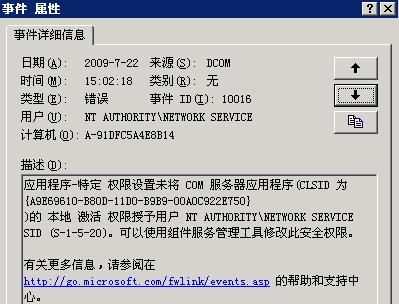 事件 属性
事件详细信息
日期(A): 2009-7-22 来源(S): DCOM
时间(M): 15:02:18 类别(R): 无
类型(E): 错误 事件 ID(I): 10016
用户(U): NT AUTHORITY\NETWORK SERVICE
计算机(O): A-91DFC5A4E8B14
描述(D):
应用程序-特定 权限设置未将 COM 服务器应用程序(CLSID 为
{A9E69610-B80D-11D0-B9B9-00A0C922E750}
)的 本地 激活 权限授予用户 NT AUTHORITY\NETWORK SERVICE
SID (S-1-5-20)。可以使用组件服务管理工具修改此安全权限。
有关更多信息，请参阅在
http://go.microsoft.com/fwlink/events.asp 的帮助和支持中
心。